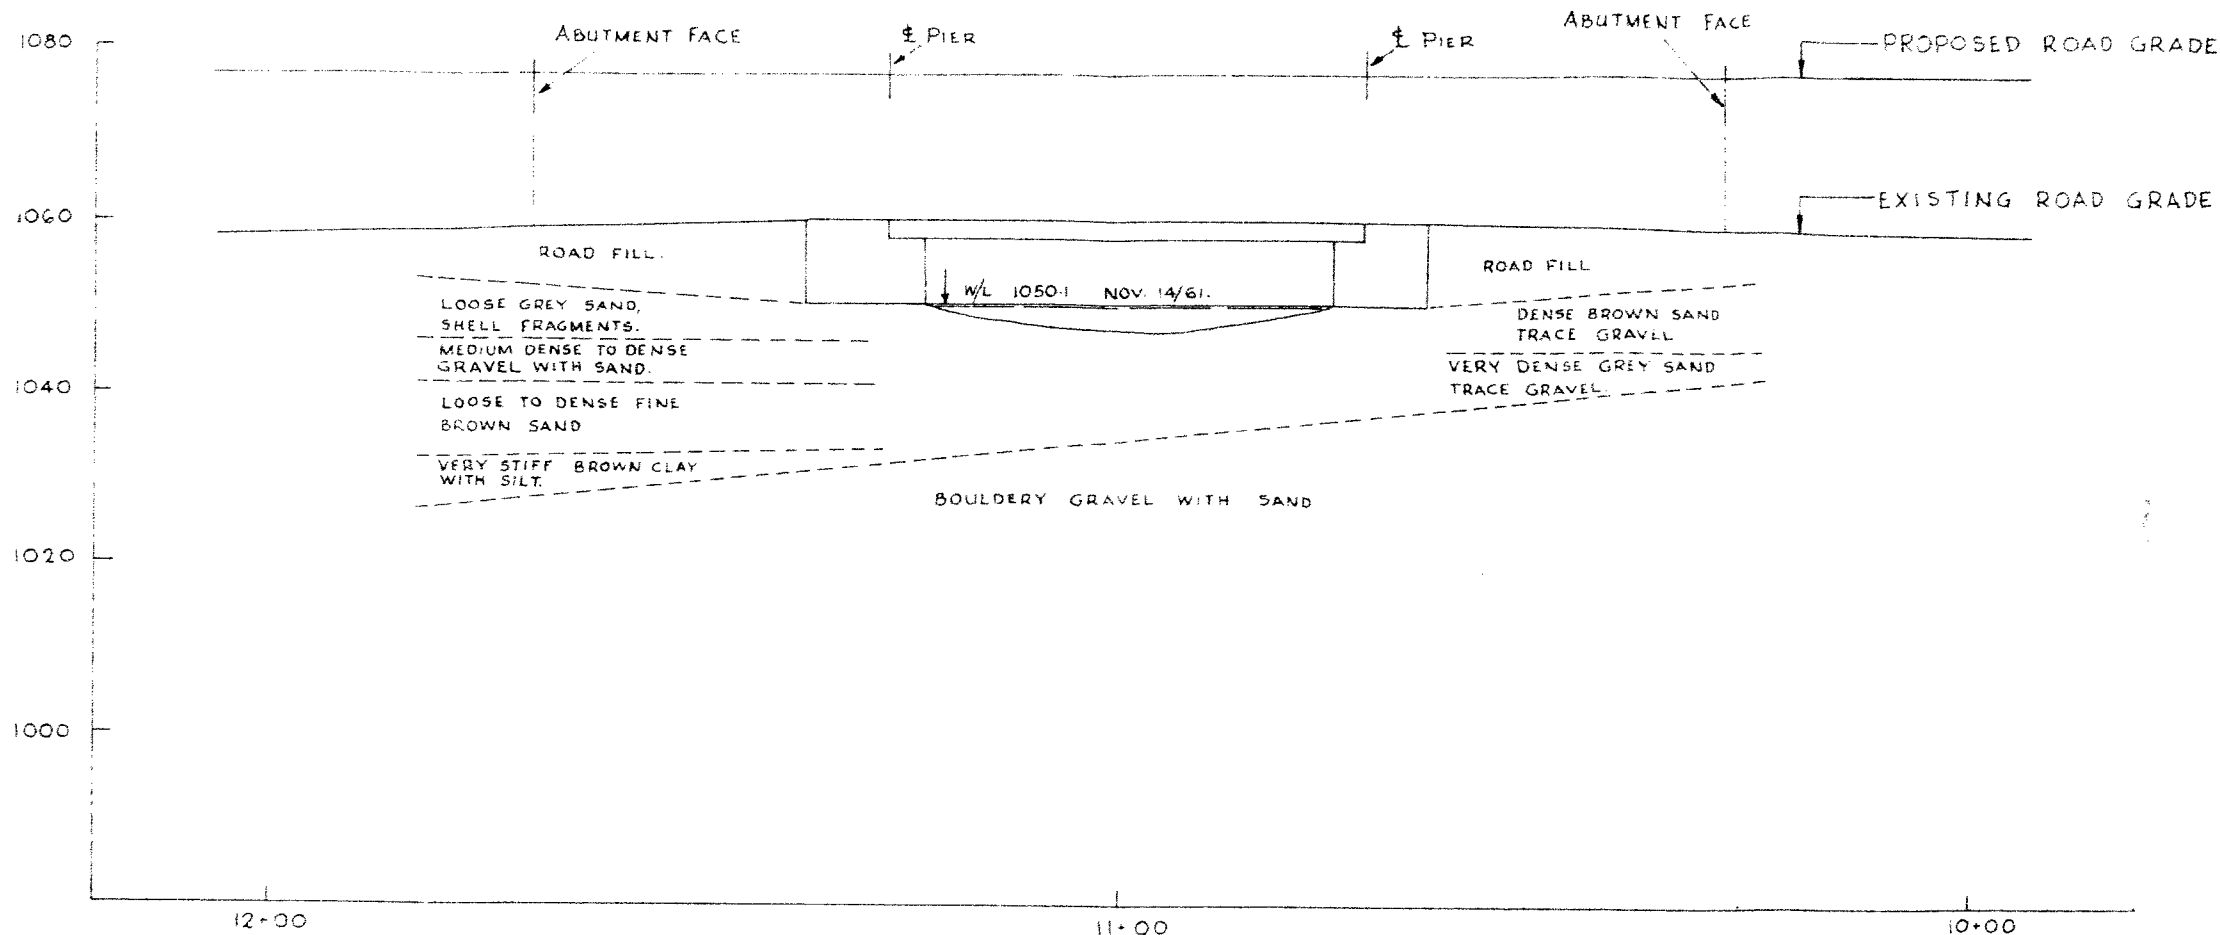 1080
ABUTMENT FACE
℄ PIER
℄ PIER
ABUTMENT FACE
PROPOSED ROAD GRADE
1060
EXISTING ROAD GRADE
ROAD FILL.
ROAD FILL
W/L 1050.1 NOV. 14/61.
LOOSE GREY SAND,
SHELL FRAGMENTS.
DENSE BROWN SAND
TRACE GRAVEL
MEDIUM DENSE TO DENSE
GRAVEL WITH SAND.
VERY DENSE GREY SAND
TRACE GRAVEL.
1040
LOOSE TO DENSE FINE
BROWN SAND
VERY STIFF BROWN CLAY
WITH SILT.
BOULDERY GRAVEL WITH SAND
1020
1000
12+00
11+00
10+00